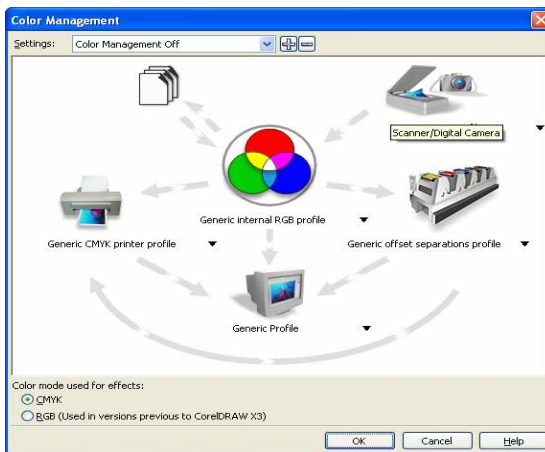 Color Management
Settings: Color Management Off
Scanner/Digital Camera
Generic internal RGB profile
Generic CMYK printer profile
Generic offset separations profile
Generic Profile
Color mode used for effects:
CMYK
RGB (Used in versions previous to CorelDRAW X3)
OK Cancel Help